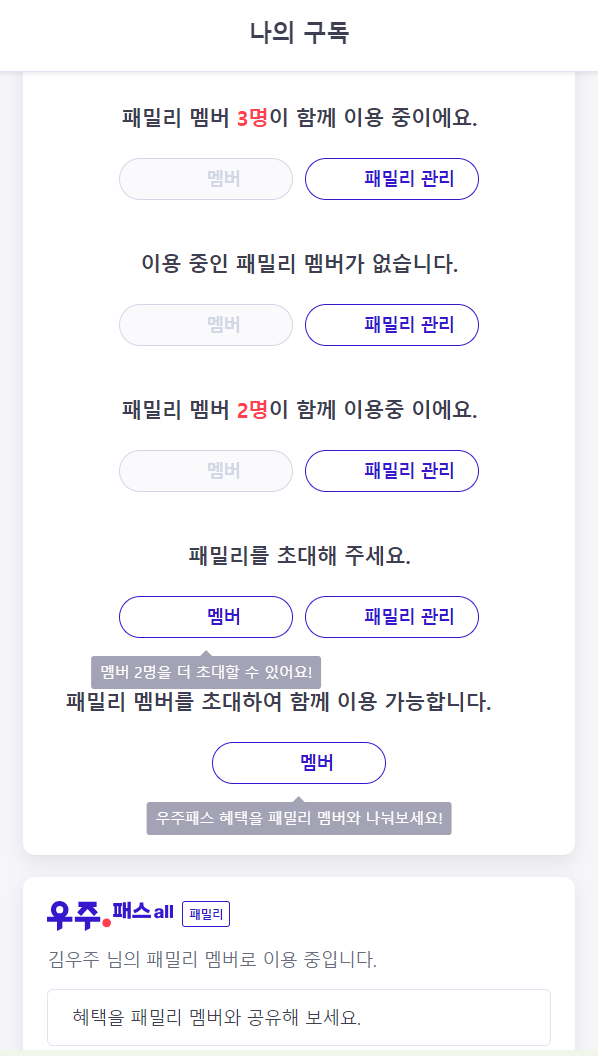 나의 구독
패밀리 멤버 3명이 함께 이용 중이에요.
멤버 패밀리 관리
이용 중인 패밀리 멤버가 없습니다.
멤버 패밀리 관리
패밀리 멤버 2명이 함께 이용중 이에요.
멤버 패밀리 관리
패밀리를 초대해 주세요.
멤버 패밀리 관리
멤버 2명을 더 초대할 수 있어요!
패밀리 멤버를 초대하여 함께 이용 가능합니다.
멤버
우주패스 혜택을 패밀리 멤버와 나눠보세요!
우주.패스 all 패밀리
김우주 님의 패밀리 멤버로 이용 중입니다.
혜택을 패밀리 멤버와 공유해 보세요.